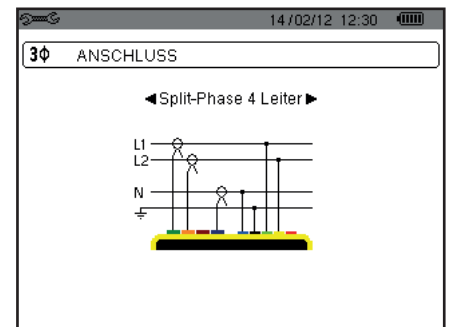 14/02/12 12:30
3ϕ ANSCHLUSS
◄Split-Phase 4 Leiter►
L1
L2
N